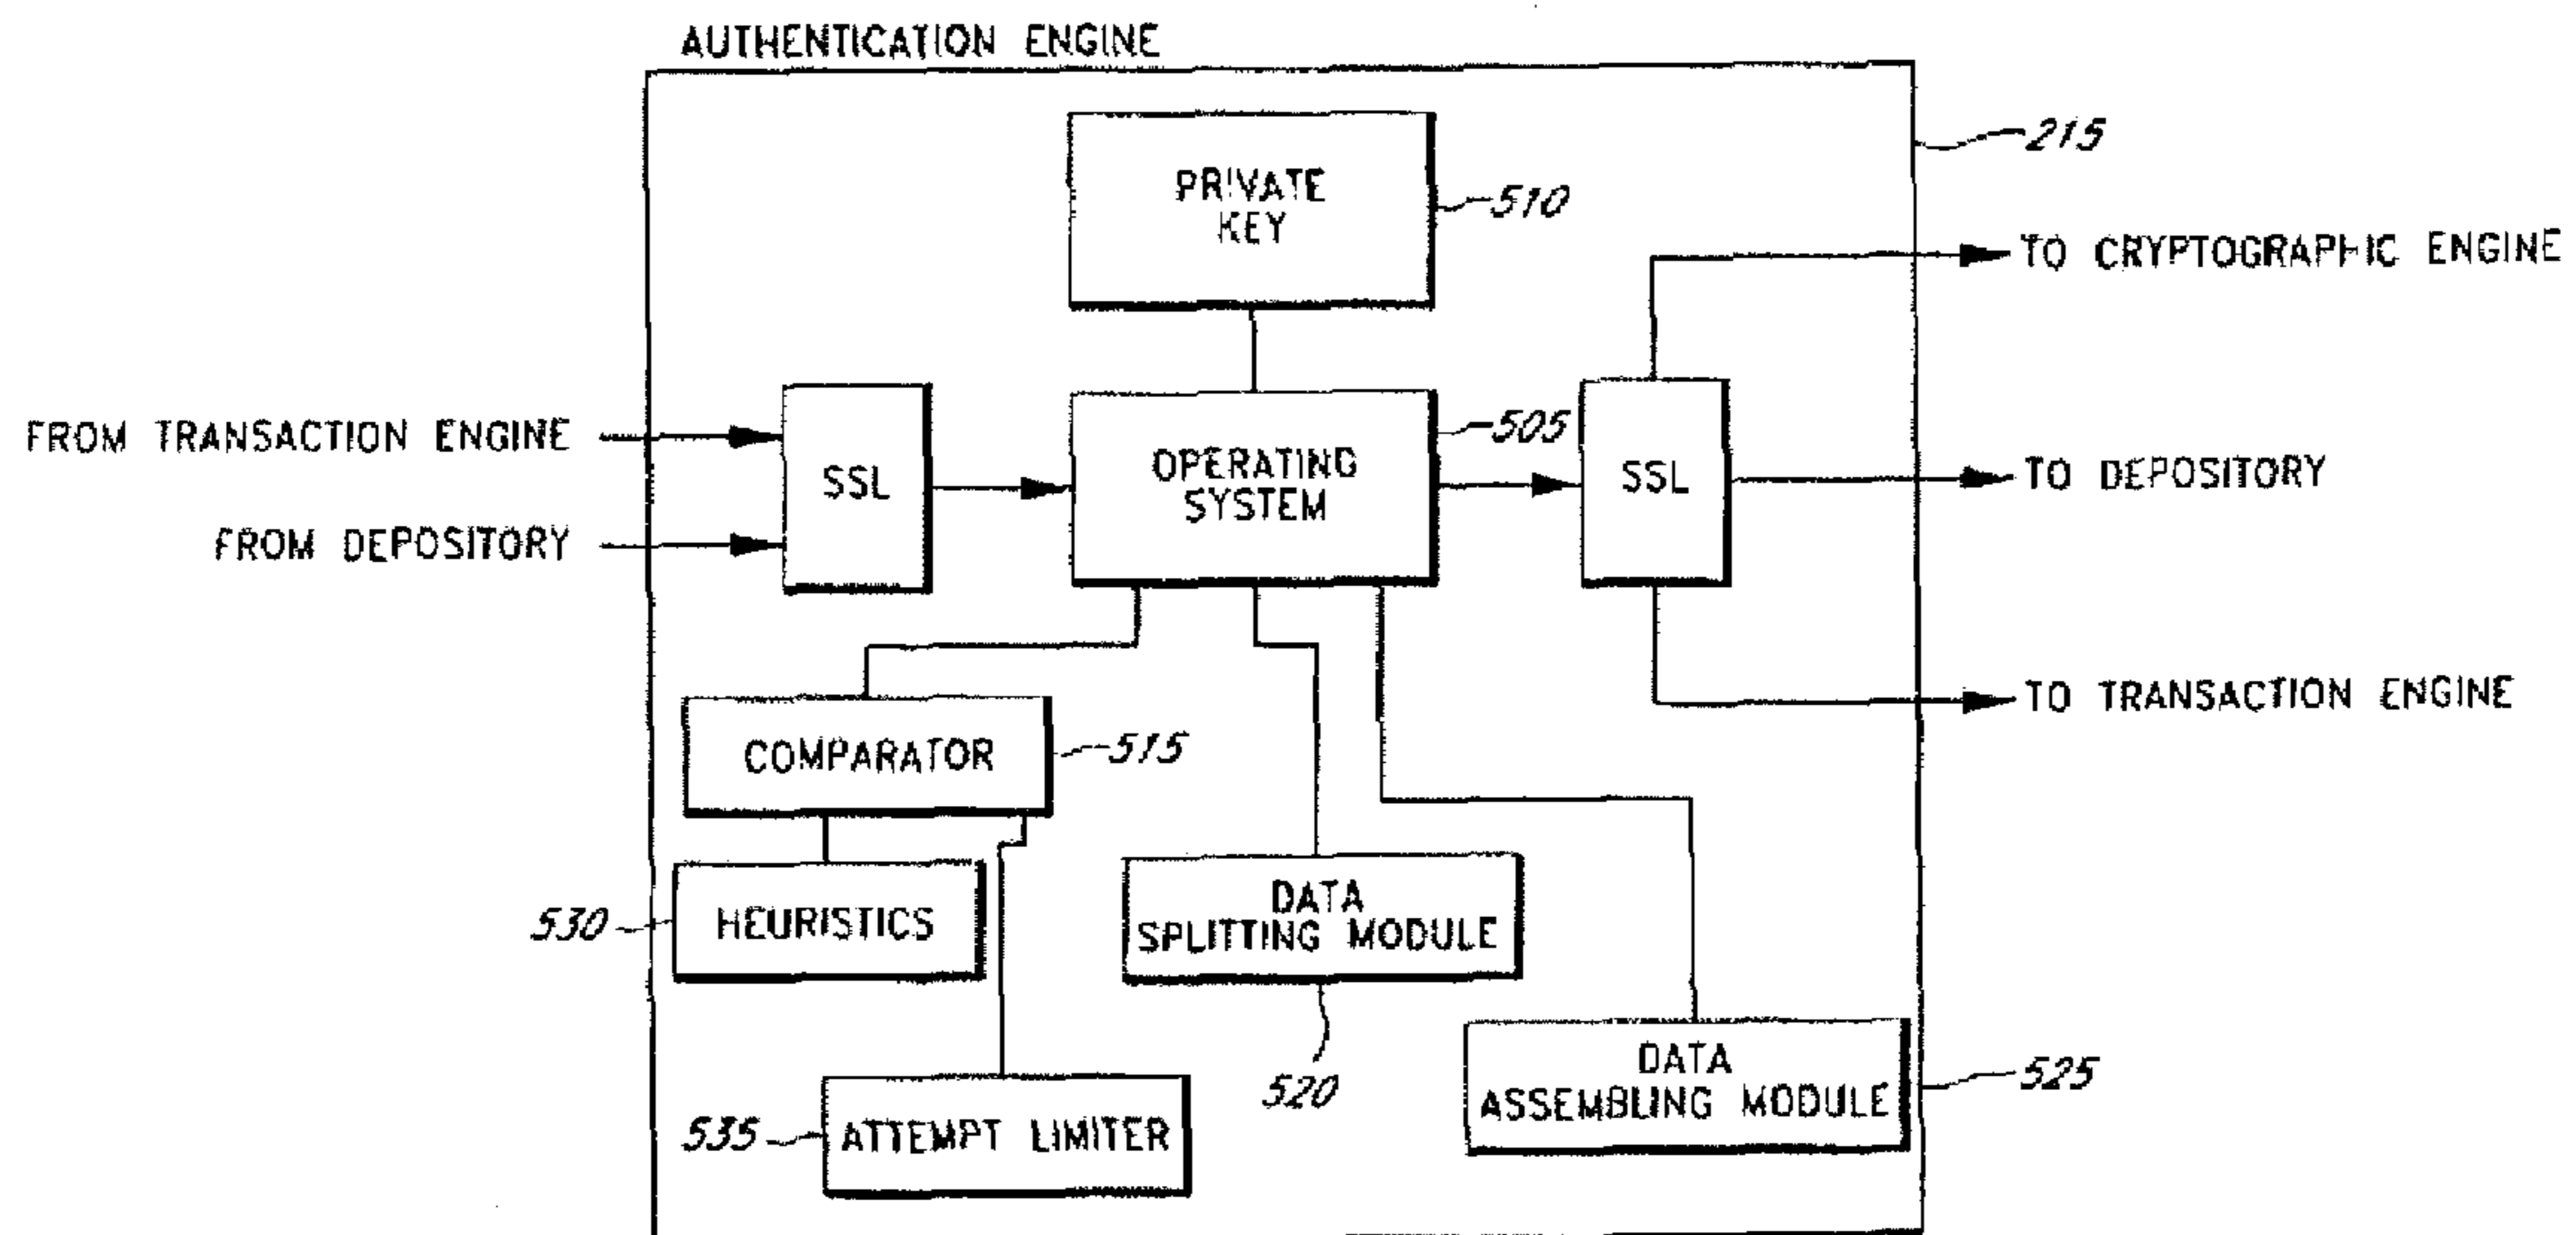 AUTHENTICATION ENGINE
215
PRIVATE
KEY
510
TO CRYPTOGRAPHIC ENGINE
FROM TRANSACTION ENGINE
SSL
OPERATING
SYSTEM
505
SSL
TO DEPOSITORY
FROM DEPOSITORY
TO TRANSACTION ENGINE
COMPARATOR
515
530
HEURISTICS
DATA
SPLITTING MODULE
520
DATA
ASSEMBLING MODULE
525
535
ATTEMPT LIMITER